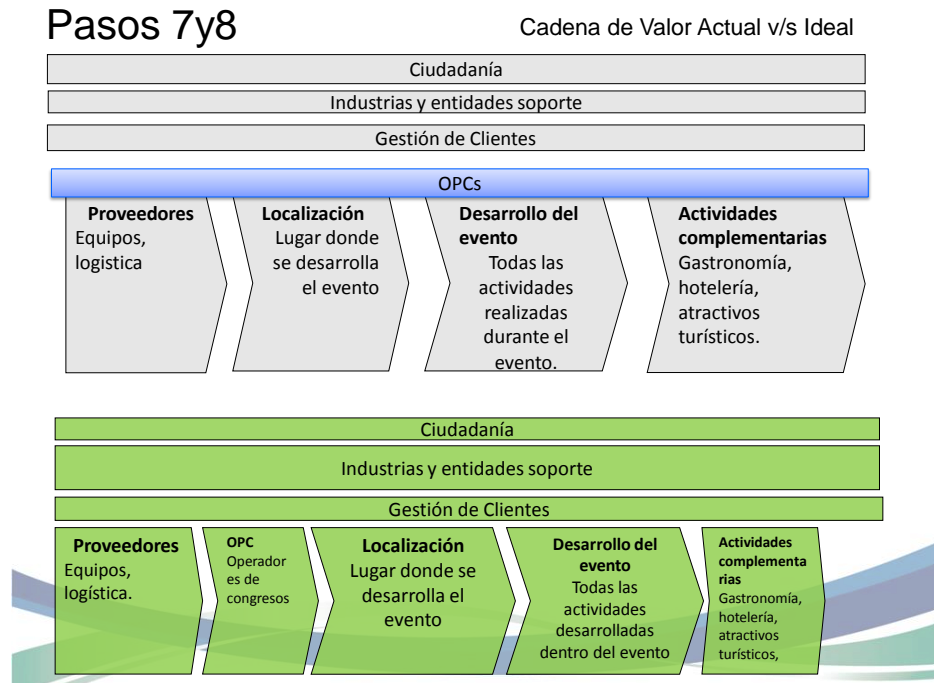 Pasos 7y8
Cadena de Valor Actual v/s Ideal
Ciudadanía
Industrias y entidades soporte
Gestión de Clientes
OPCs
Proveedores
Equipos,
logistica
Localización
Lugar donde
se desarrolla
el evento
Desarrollo del
evento
Todas las
actividades
realizadas
durante el
evento.
Actividades
complementarias
Gastronomía,
hotelería,
atractivos
turísticos.
Ciudadanía
Industrias y entidades soporte
Gestión de Clientes
Proveedores
Equipos,
logística.
OPC
Operador
es de
congresos
Localización
Lugar donde se
desarrolla el
evento
Desarrollo del
evento
Todas las
actividades
desarrolladas
dentro del evento
Actividades
complementa
rias
Gastronomía,
hotelería,
atractivos
turísticos,